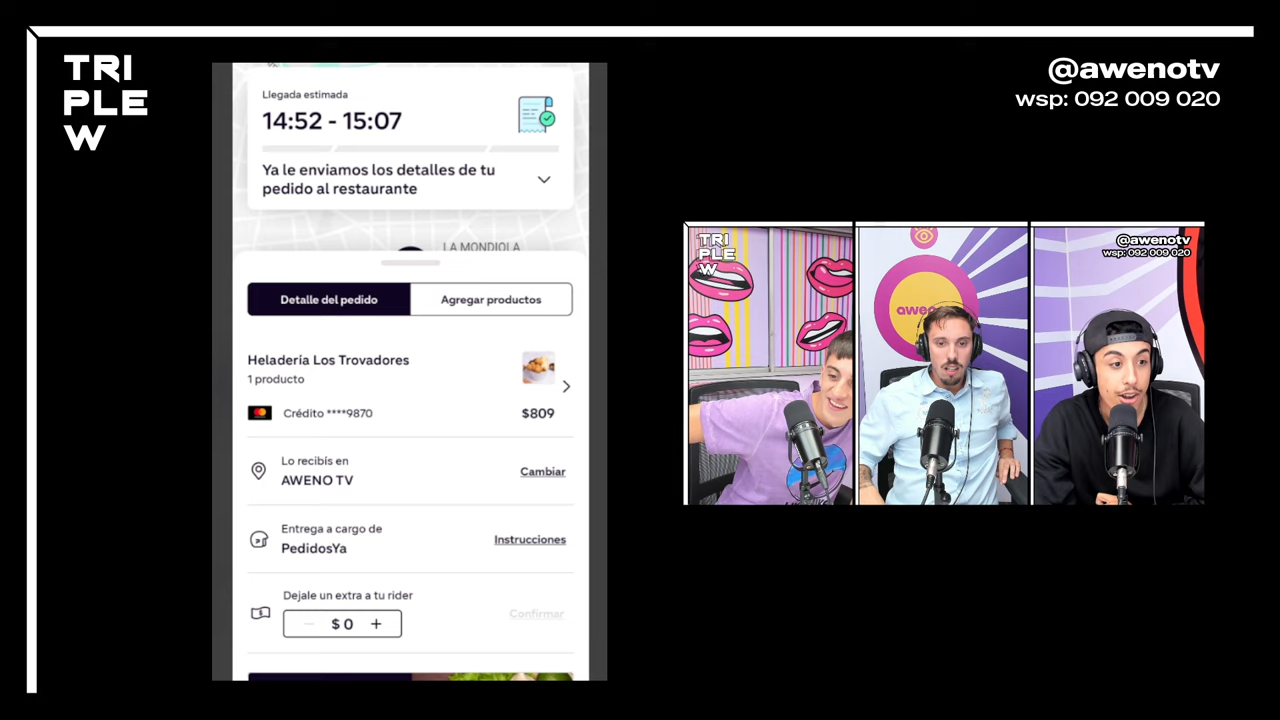 TRI
PLE
W
@awenotv
wsp: 092 009 020
Llegada estimada
14:52 - 15:07
Ya le enviamos los detalles de tu
pedido al restaurante
LA MONDIOLA
Detalle del pedido
Agregar productos
Heladería Los Trovadores
1 producto
Crédito ****9870
$809
Lo recibís en
AWENO TV
Cambiar
Entrega a cargo de
PedidosYa
Instrucciones
Dejale un extra a tu rider
$ 0
Confirmar
TRI
PLE
W
awen
@awenotv
wsp: 092 009 020